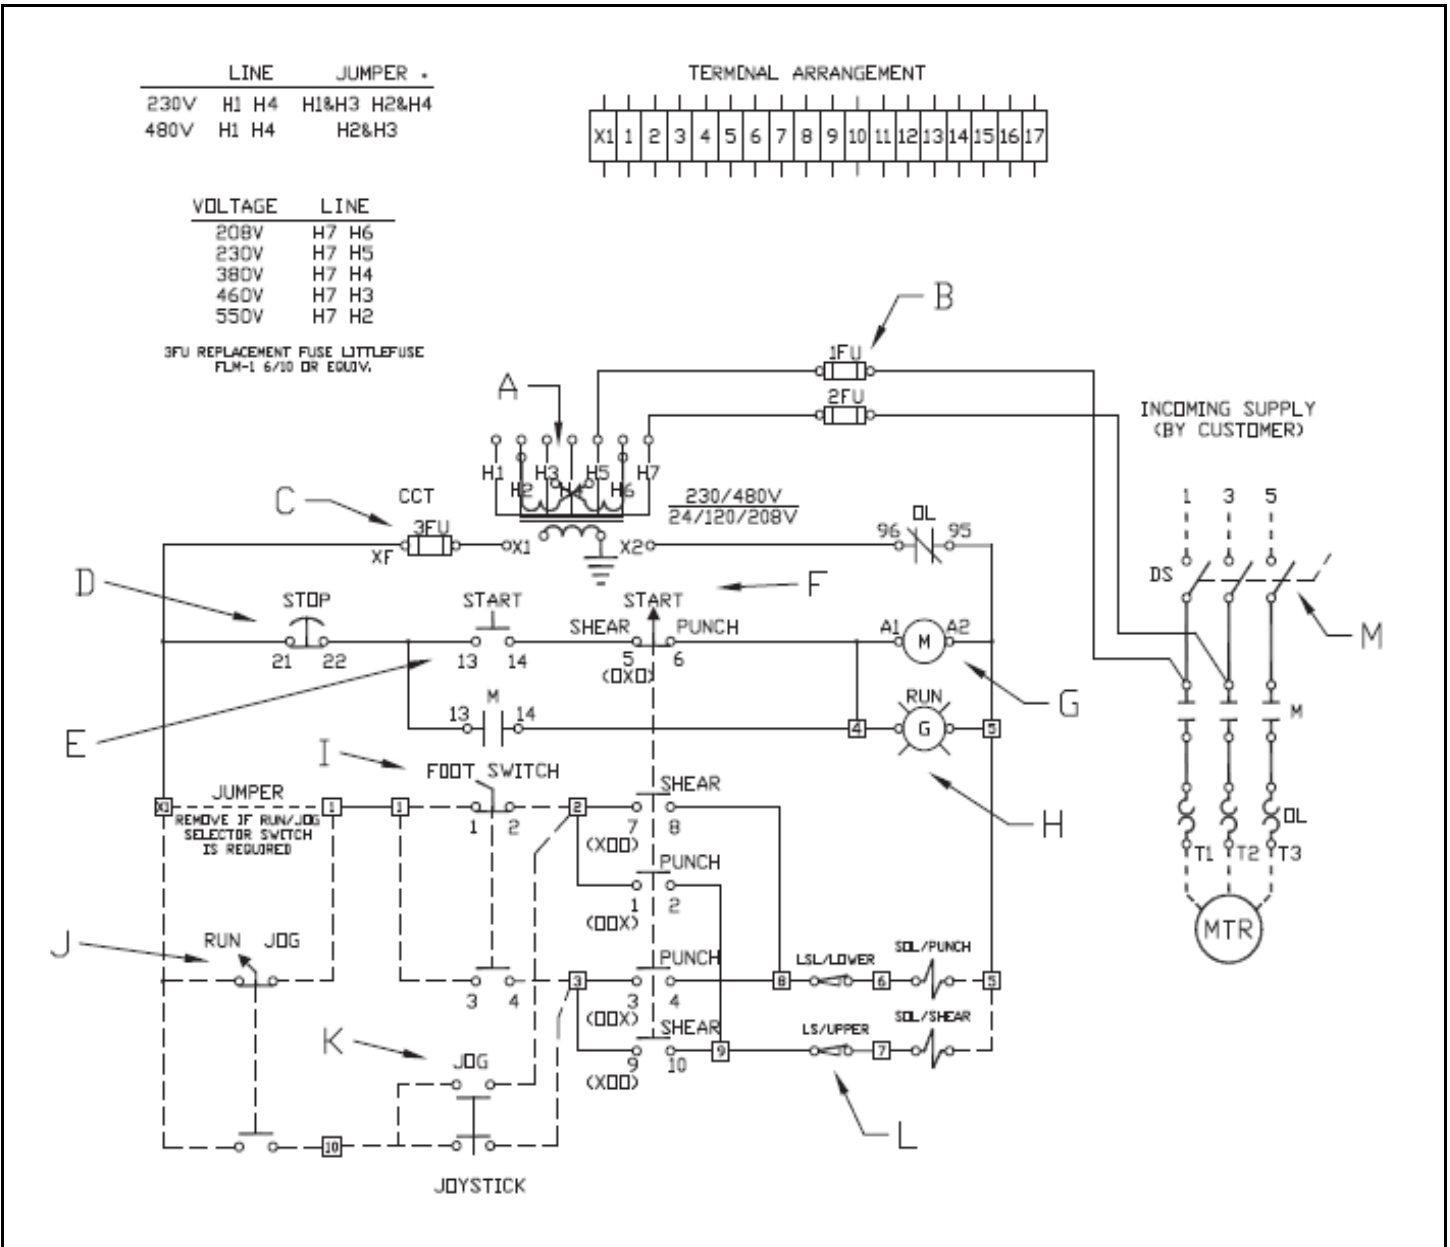 LINE JUMPER .
230V H1 H4 H1&H3 H2&H4
480V H1 H4 H2&H3
TERMINAL ARRANGEMENT
X1 1 2 3 4 5 6 7 8 9 10 11 12 13 14 15 16 17
VOLTAGE LINE
208V H7 H6
230V H7 H5
380V H7 H4
460V H7 H3
550V H7 H2
3FU REPLACEMENT FUSE LITTLEFUSE
FLM-1 6/10 OR EQUIV.
B
1FU
2FU
A
INCOMING SUPPLY
(BY CUSTOMER)
H1 H3 H5 H7
H2 H4 H6
230/480V
24/120/208V
C
CCT
3FU
XF
X1
X2
OL
96 95
1 3 5
DS
M
D
STOP
21 22
START
13 14
F
START
SHEAR PUNCH
5 6
(OXO)
A1 M A2
G
E
M
13 14
4
RUN
G
5
H
M
OL
T1 T2 T3
MTR
I
FOOT SWITCH
X1
JUMPER
1
1
REMOVE IF RUN/JOG
SELECTOR SWITCH
IS REQUIRED
1 2
2
SHEAR
7 8
(XOO)
PUNCH
1 2
(OOX)
J
RUN JOG
3 4
3
PUNCH
3 4
(OOX)
8
LSL/LOWER
6
SOL/PUNCH
5
SHEAR
9 10
(XOO)
9
LS/UPPER
7
SOL/SHEAR
K
JOG
L
10
JOYSTICK